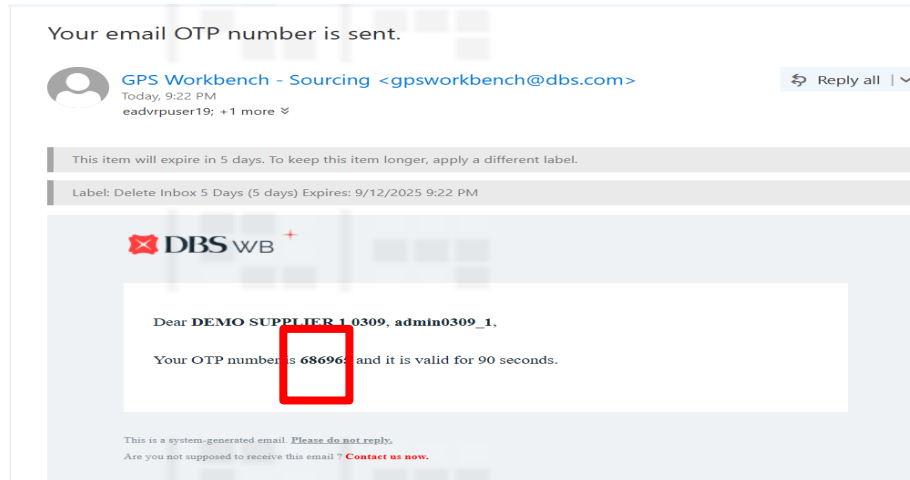 Your email OTP number is sent.
GPS Workbench - Sourcing <gpsworkbench@dbs.com>
Reply all
Today, 9:22 PM
eadvrpuser19; +1 more
This item will expire in 5 days. To keep this item longer, apply a different label.
Label: Delete Inbox 5 Days (5 days) Expires: 9/12/2025 9:22 PM
DBS WB
Dear DEMO SUPPLIER 1 0309, admin0309_1,
Your OTP number is and it is valid for 90 seconds.
This is a system-generated email. Please do not reply.
Are you not supposed to receive this email ? Contact us now.